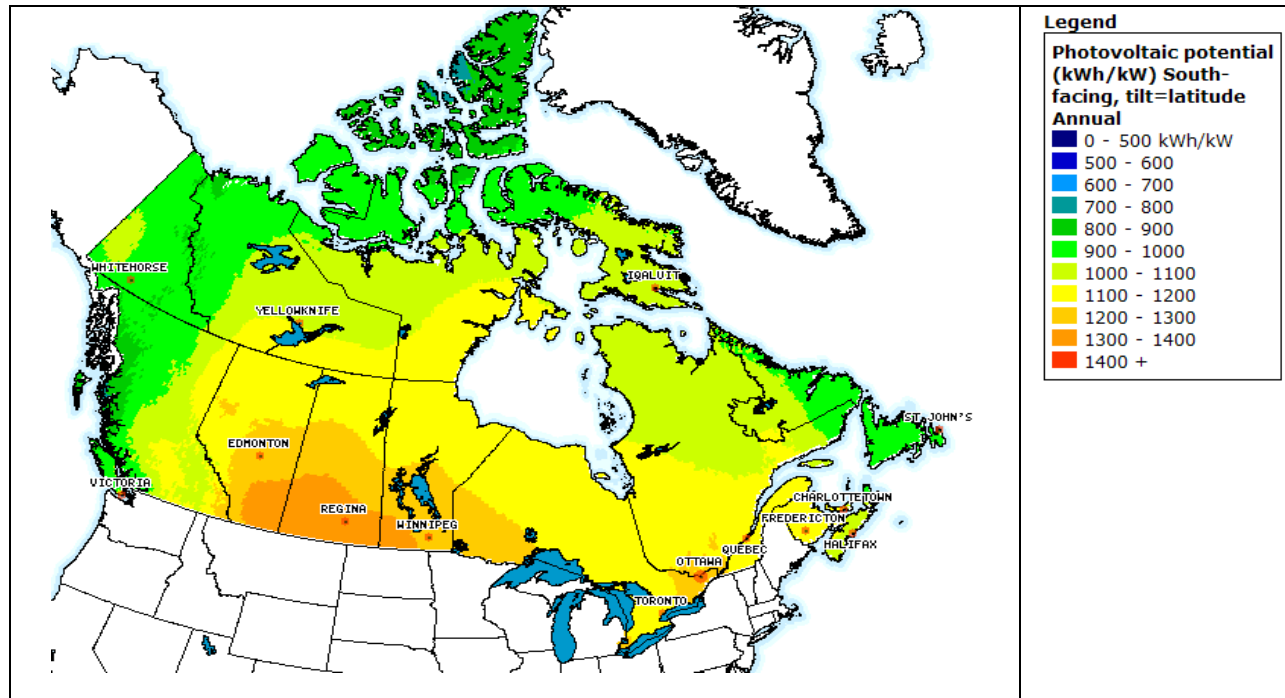 Legend
Photovoltaic potential
(kWh/kW) South-
facing, tilt=latitude
Annual
0 - 500 kWh/kW
500 - 600
600 - 700
700 - 800
800 - 900
900 - 1000
1000 - 1100
1100 - 1200
1200 - 1300
1300 - 1400
1400 +
WHITEHORSE
IQALUIT
YELLOWKNIFE
ST JOHN'S
EDMONTON
VICTORIA
REGINA
WINNIPEG
CHARLOTTETOWN
FREDERICTON
HALIFAX
QUÉBEC
OTTAWA
TORONTO